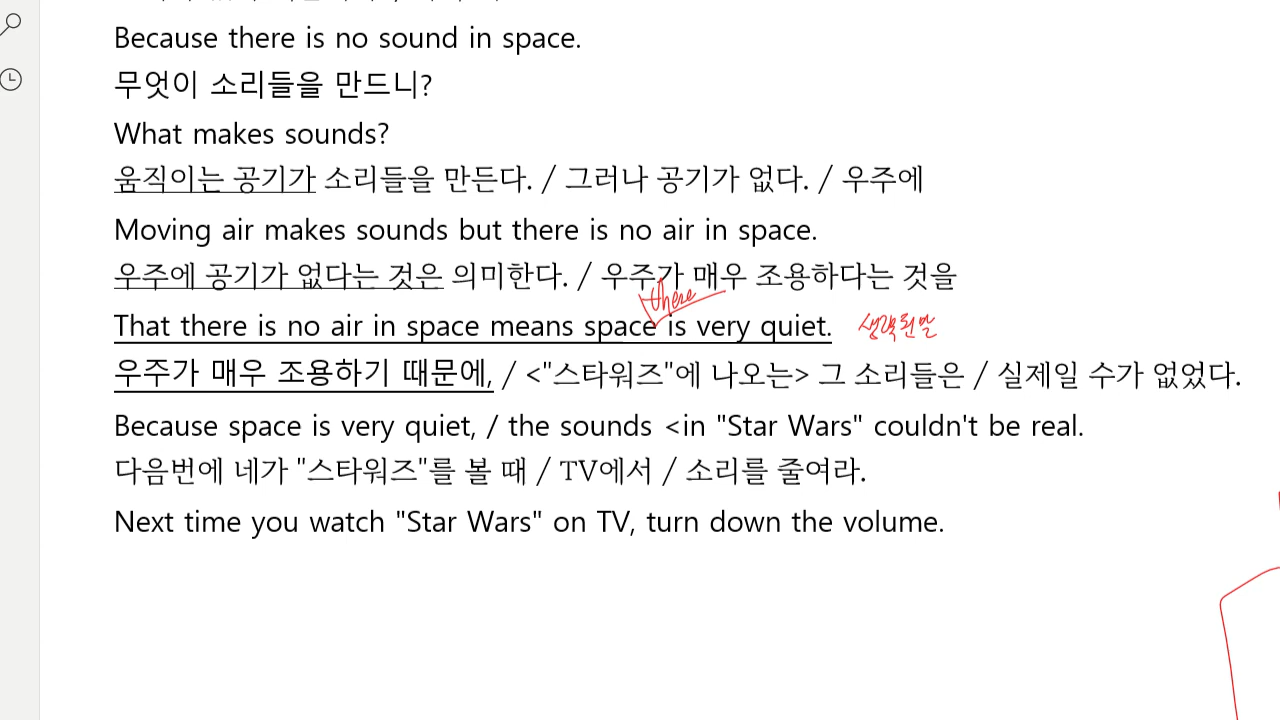 Because there is no sound in space.
무엇이 소리들을 만드니?
What makes sounds?
움직이는 공기가 소리들을 만든다. / 그러나 공기가 없다. / 우주에
Moving air makes sounds but there is no air in space.
우주에 공기가 없다는 것은 의미한다. / 우주가 매우 조용하다는 것을
there
That there is no air in space means space is very quiet. 생략된 말
우주가 매우 조용하기 때문에, / <"스타워즈"에 나오는> 그 소리들은 / 실제일 수가 없었다.
Because space is very quiet, / the sounds <in "Star Wars" couldn't be real.
다음번에 네가 "스타워즈"를 볼 때 / TV에서 / 소리를 줄여라.
Next time you watch "Star Wars" on TV, turn down the volume.